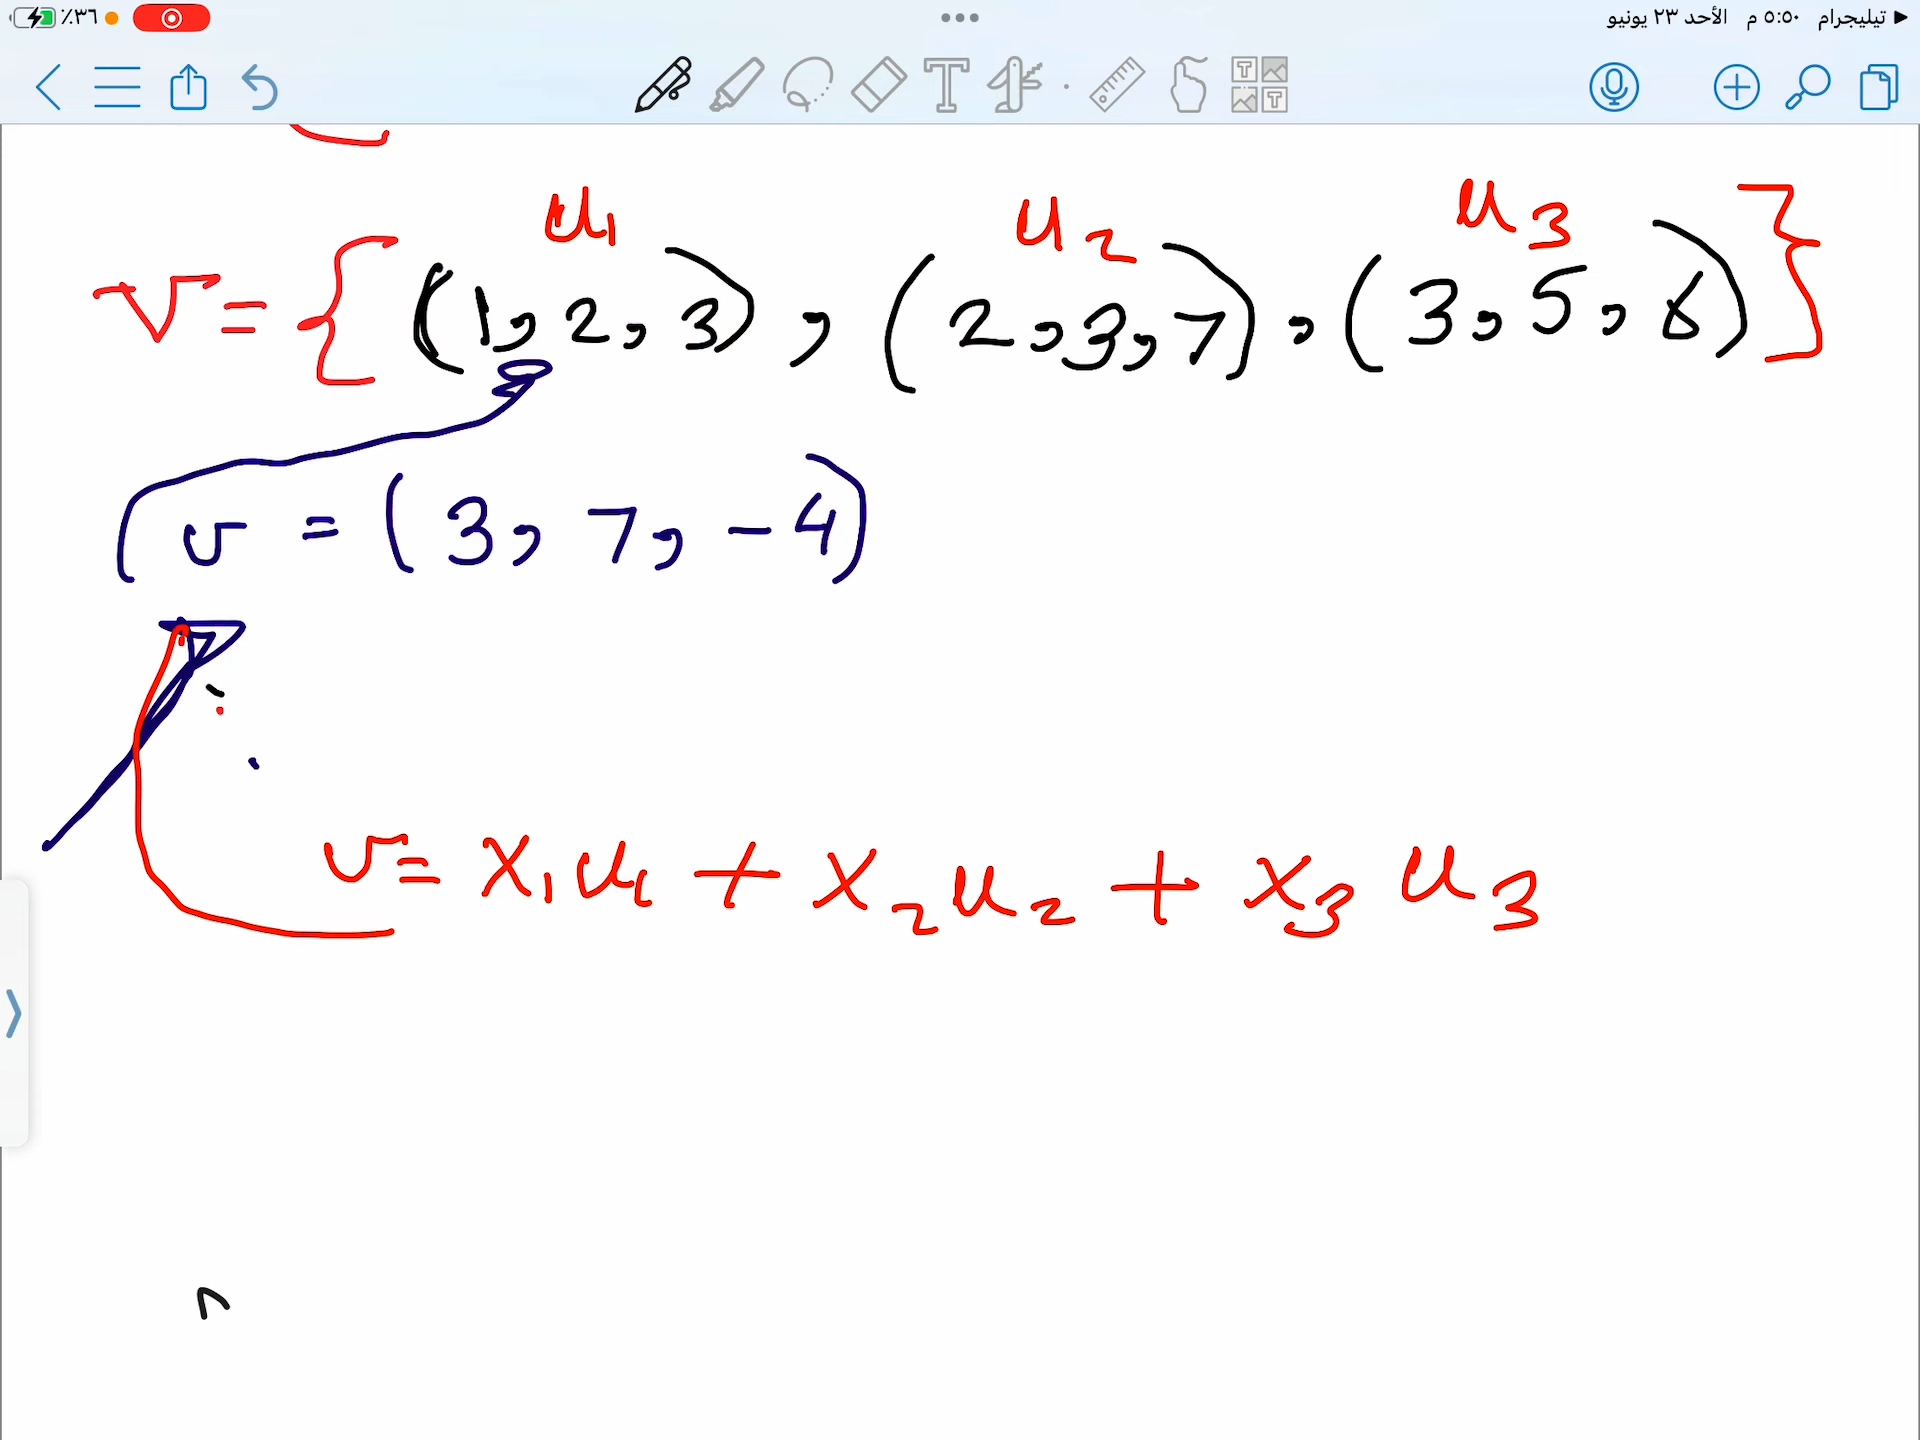 ٪٣٦ ◀ تيليجرام ٥:٥٠ م الأحد ٢٣ يونيو
u₁ u₂ u₃
V = { (1, 2, 3), (2, 3, 7), (3, 5, 6) }
v = (3, 7, -4)
v = x₁u₁ + x₂u₂ + x₃u₃